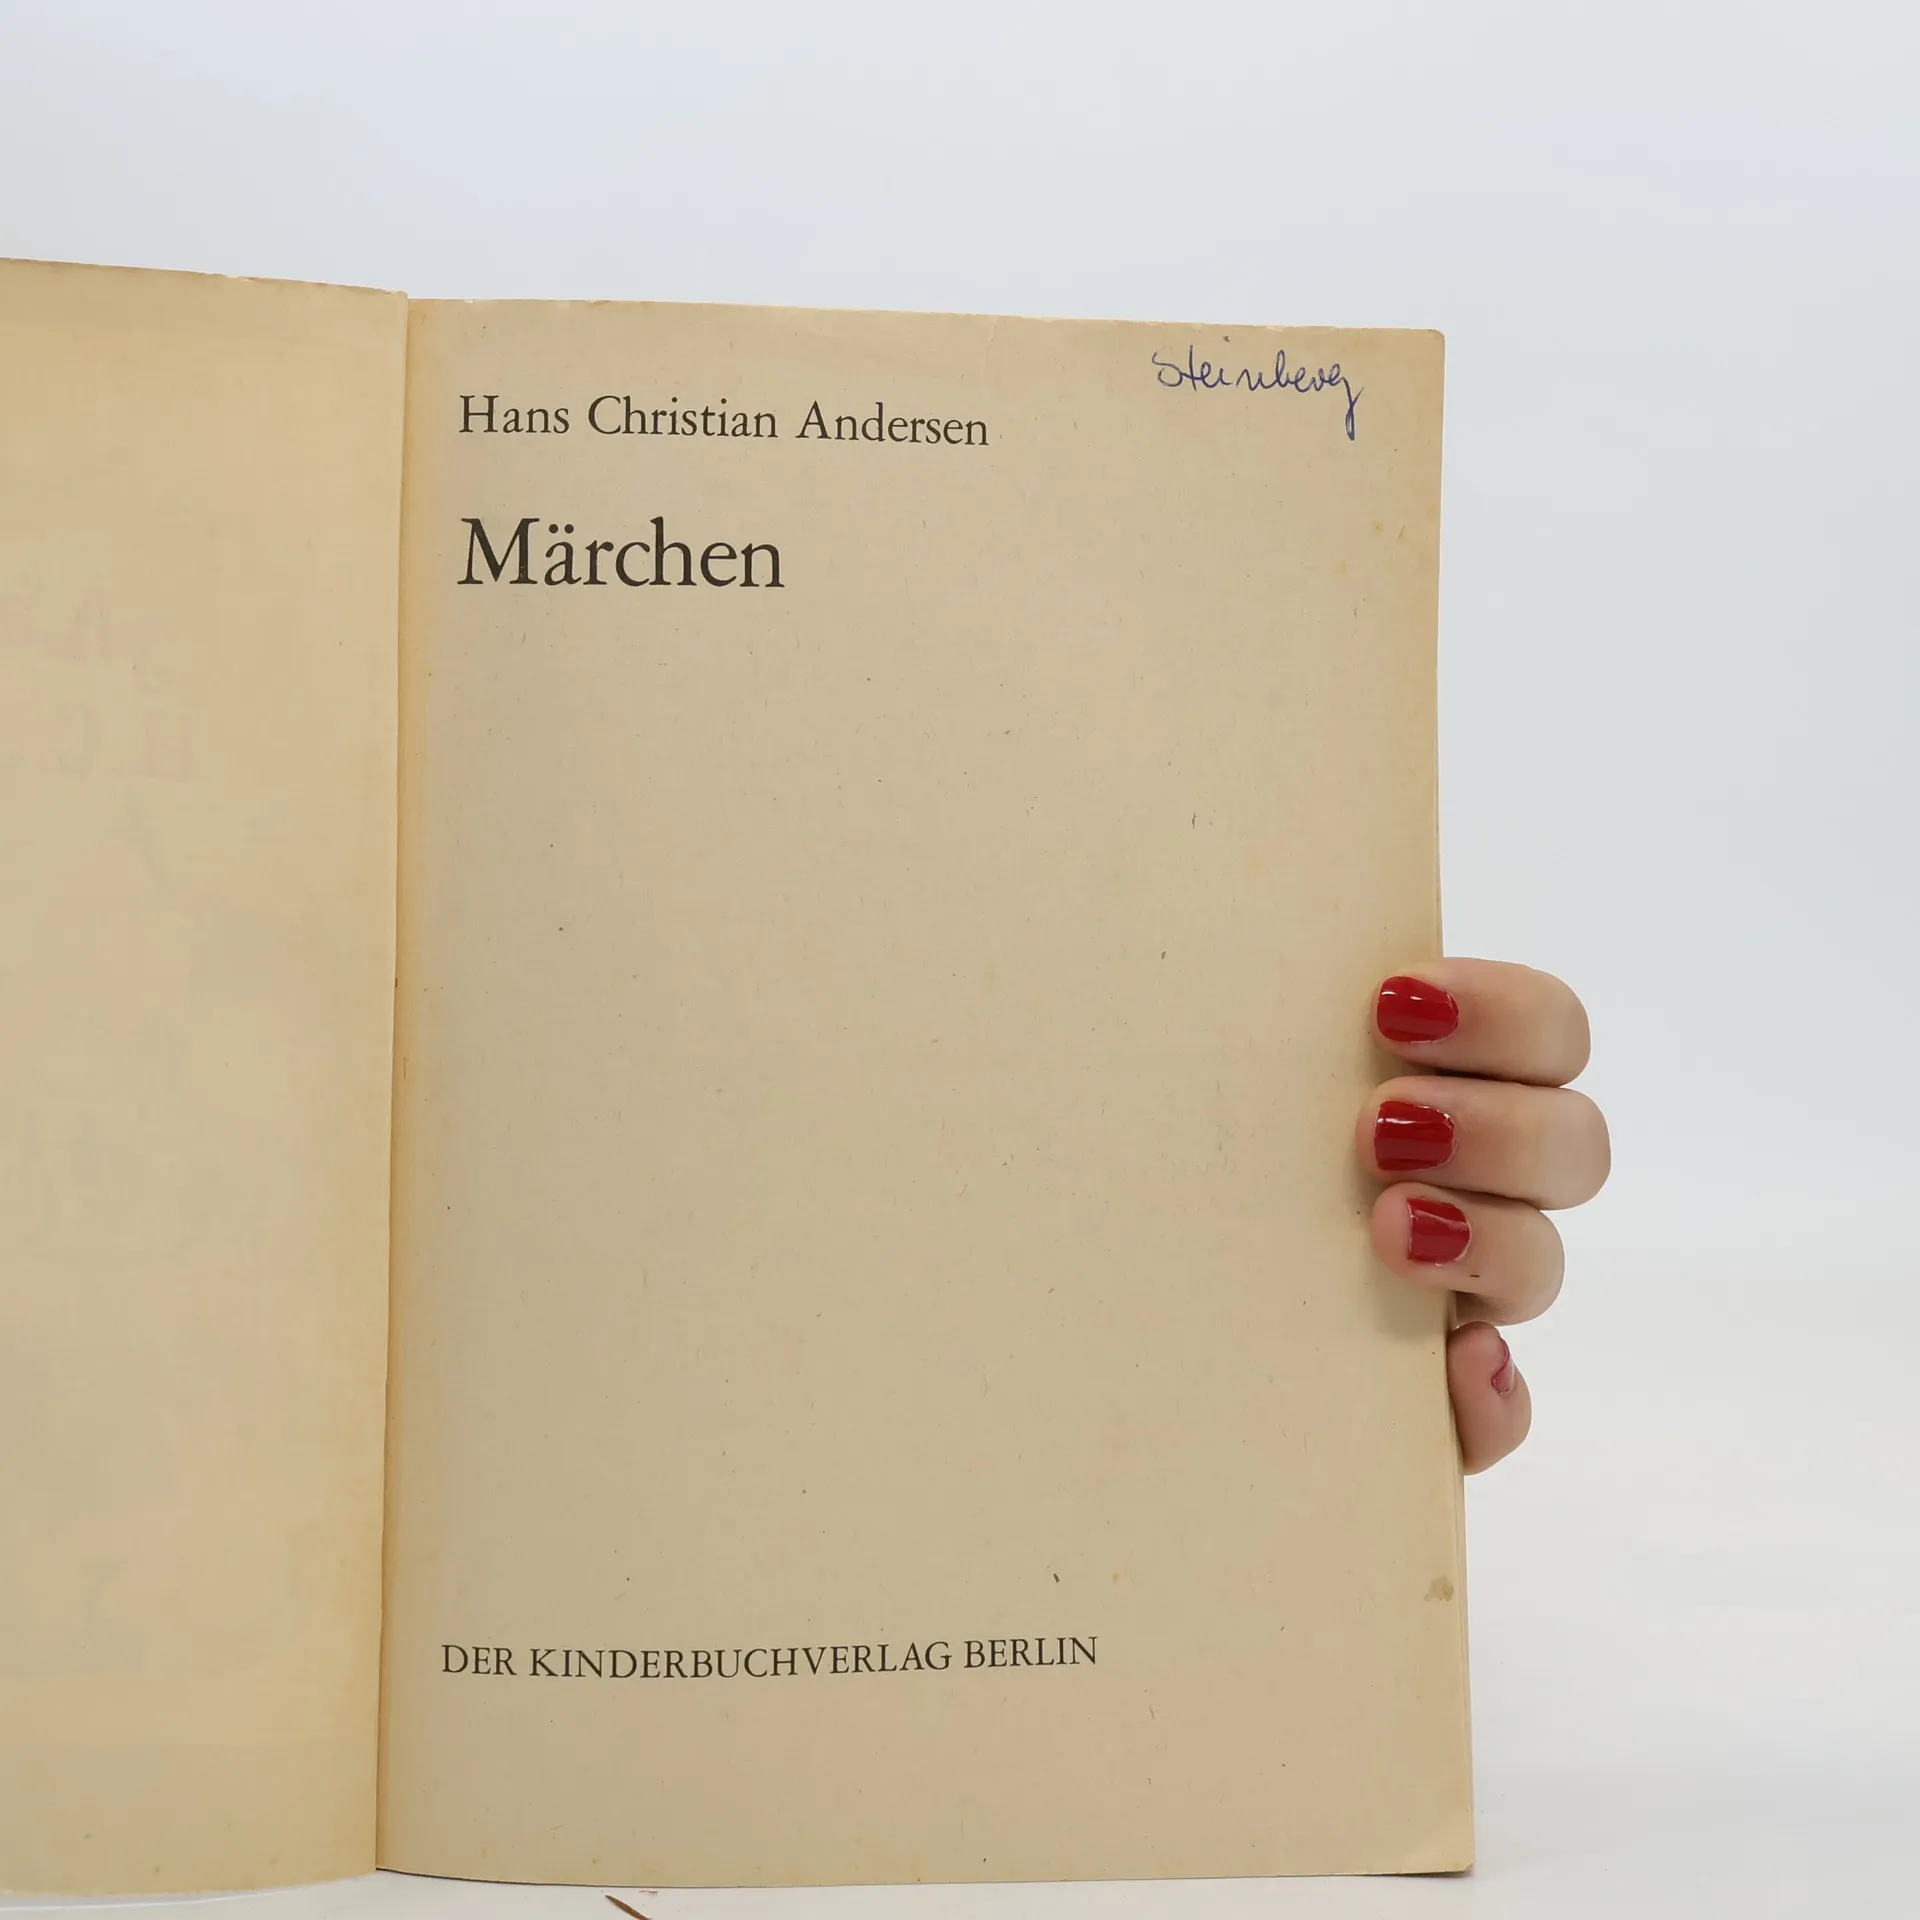 Steinberg
Hans Christian Andersen
Märchen
DER KINDERBUCHVERLAG BERLIN